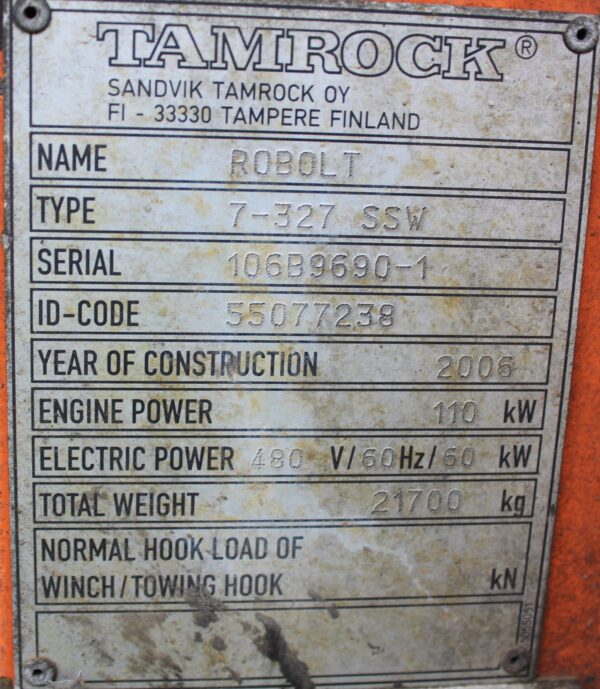 TAMROCK®
SANDVIK TAMROCK OY
FI - 33330 TAMPERE FINLAND
NAME ROBOLT
TYPE 7-327 SSW
SERIAL 106B9690-1
ID-CODE 55077238
YEAR OF CONSTRUCTION 2006
ENGINE POWER 110 kW
ELECTRIC POWER 480 V/60Hz/60 kW
TOTAL WEIGHT 21700 kg
NORMAL HOOK LOAD OF
WINCH/TOWING HOOK kN